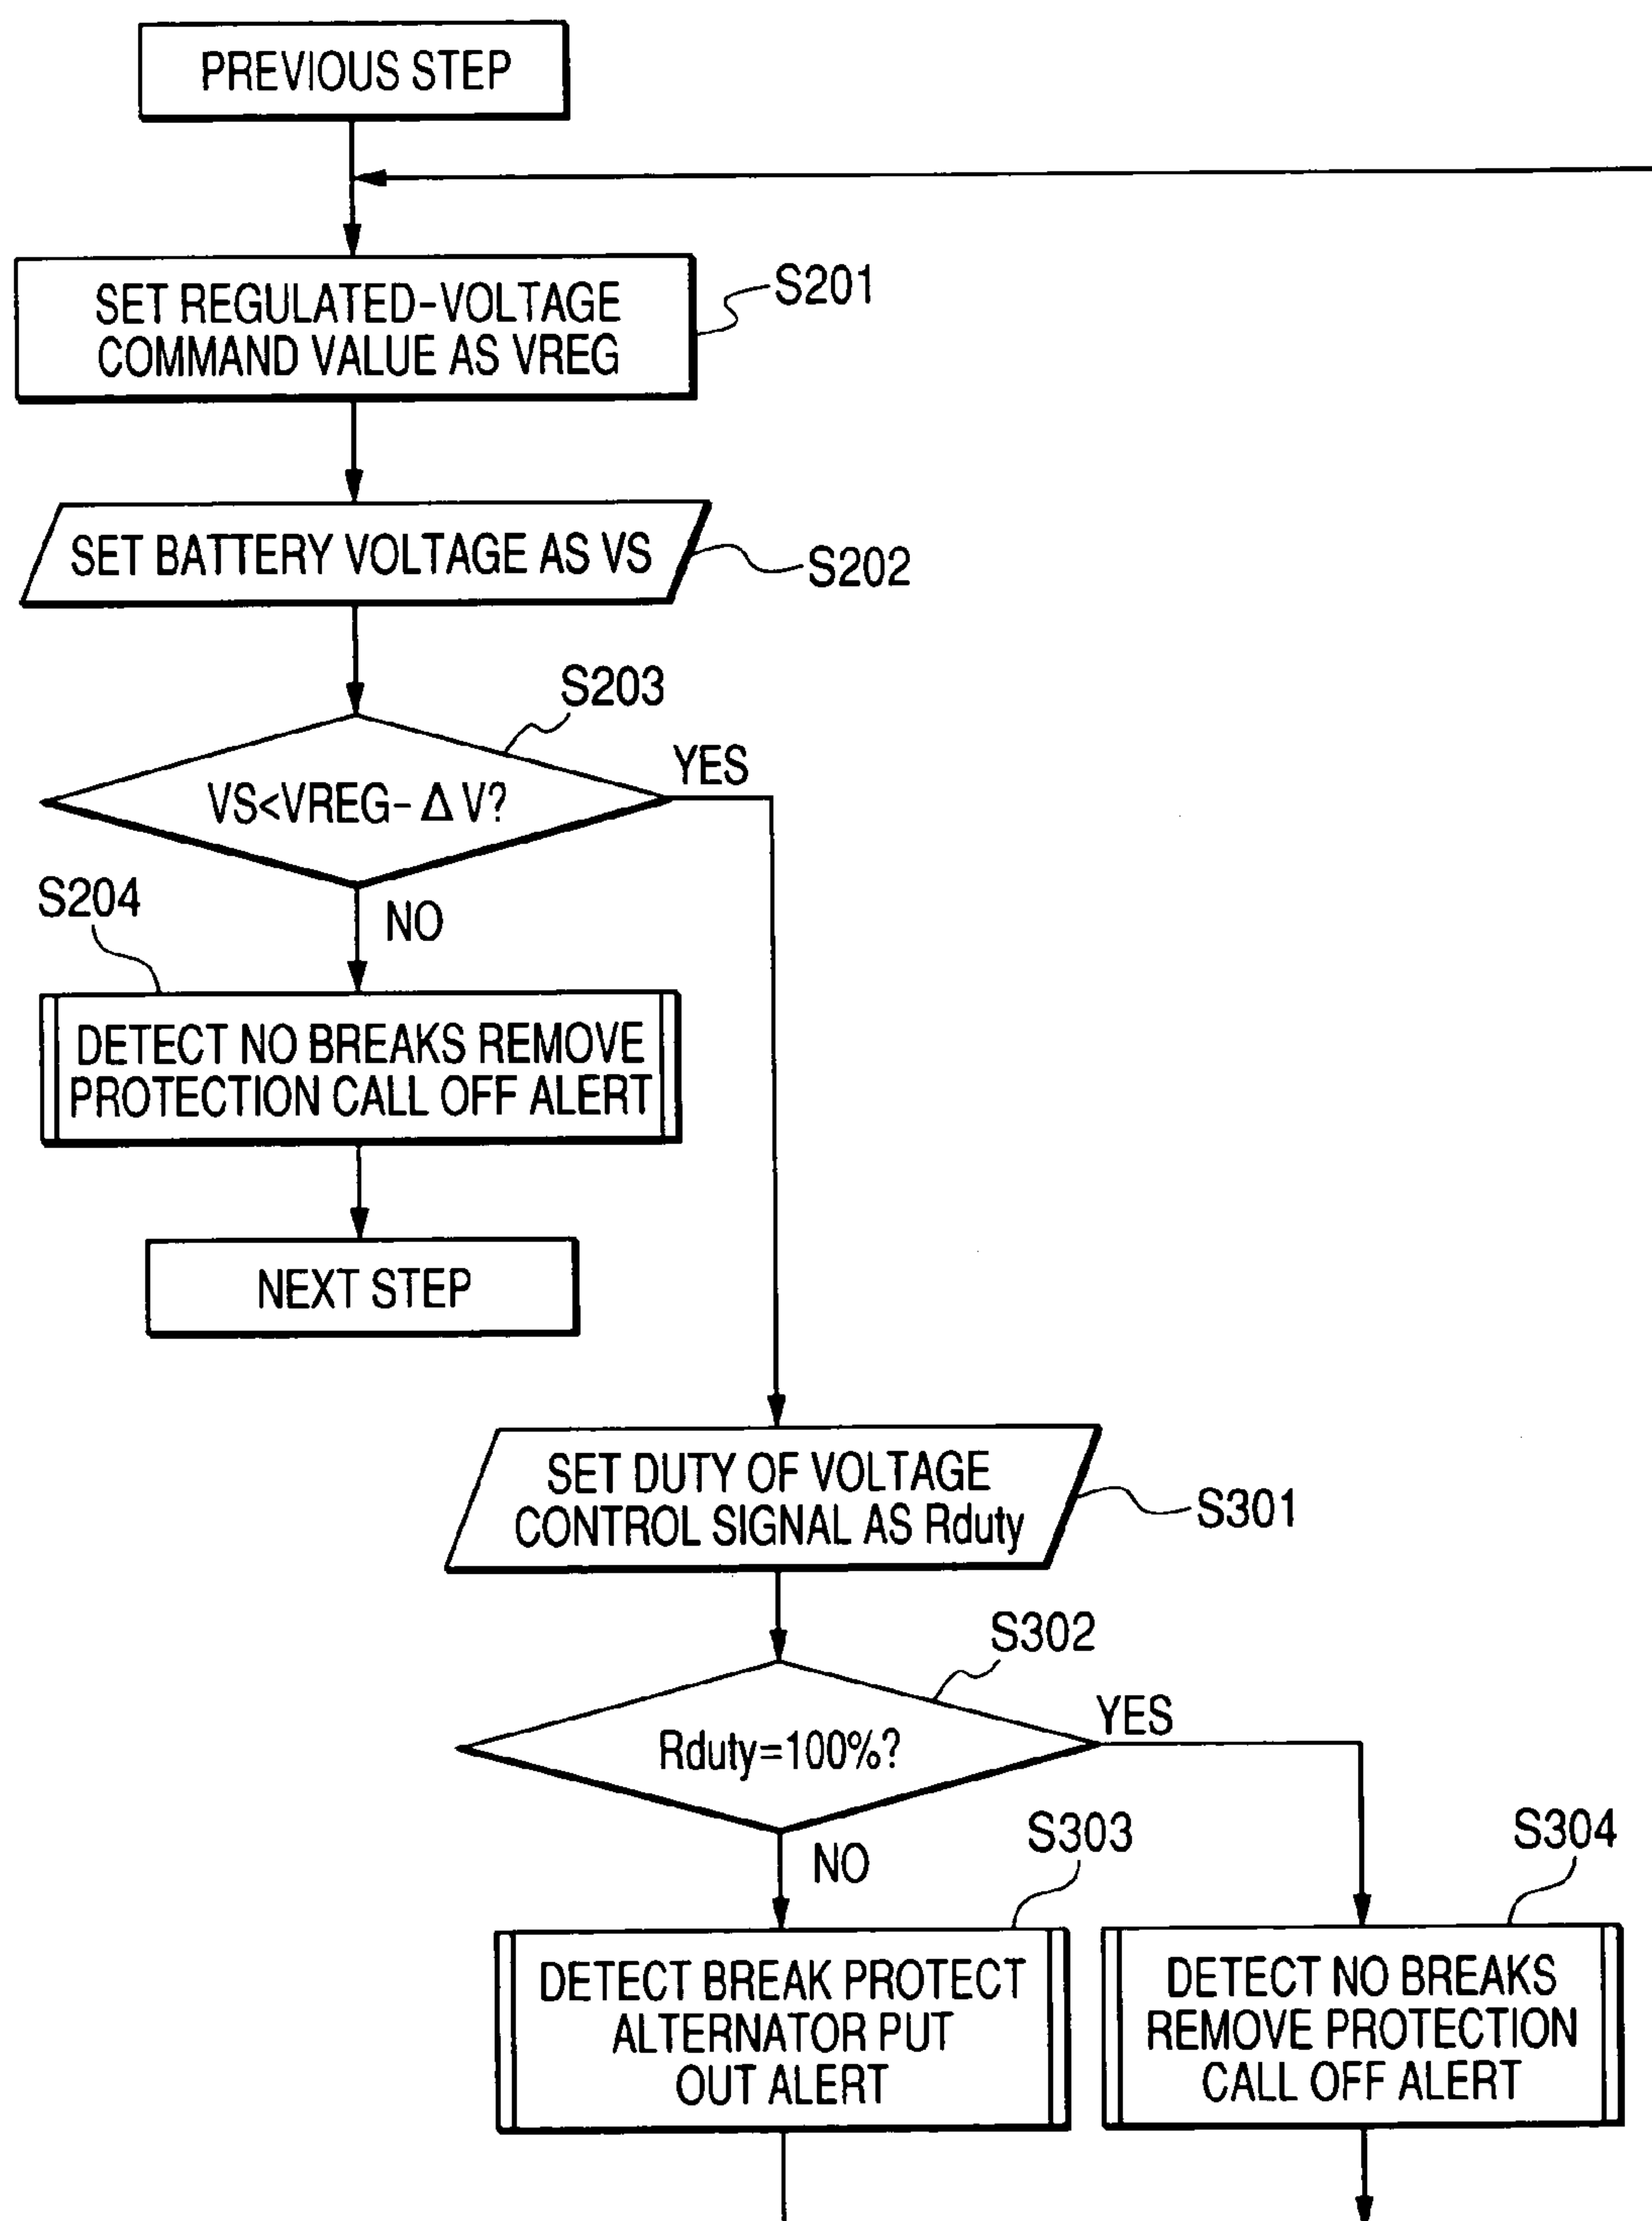 PREVIOUS STEP
SET REGULATED-VOLTAGE
COMMAND VALUE AS VREG
S201
SET BATTERY VOLTAGE AS VS
S202
S203
VS<VREG-ΔV?
YES
NO
S204
DETECT NO BREAKS REMOVE
PROTECTION CALL OFF ALERT
NEXT STEP
SET DUTY OF VOLTAGE
CONTROL SIGNAL AS Rduty
S301
S302
Rduty=100%?
YES
NO
S303
DETECT BREAK PROTECT
ALTERNATOR PUT
OUT ALERT
S304
DETECT NO BREAKS
REMOVE PROTECTION
CALL OFF ALERT